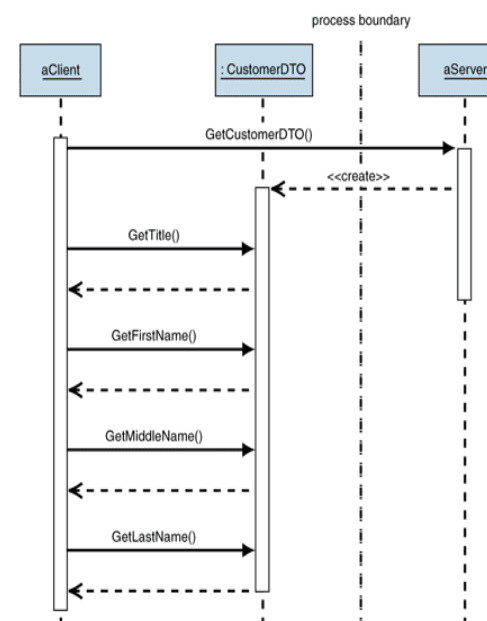 process boundary
aClient
: CustomerDTO
aServer
GetCustomerDTO()
<<create>>
GetTitle()
GetFirstName()
GetMiddleName()
GetLastName()